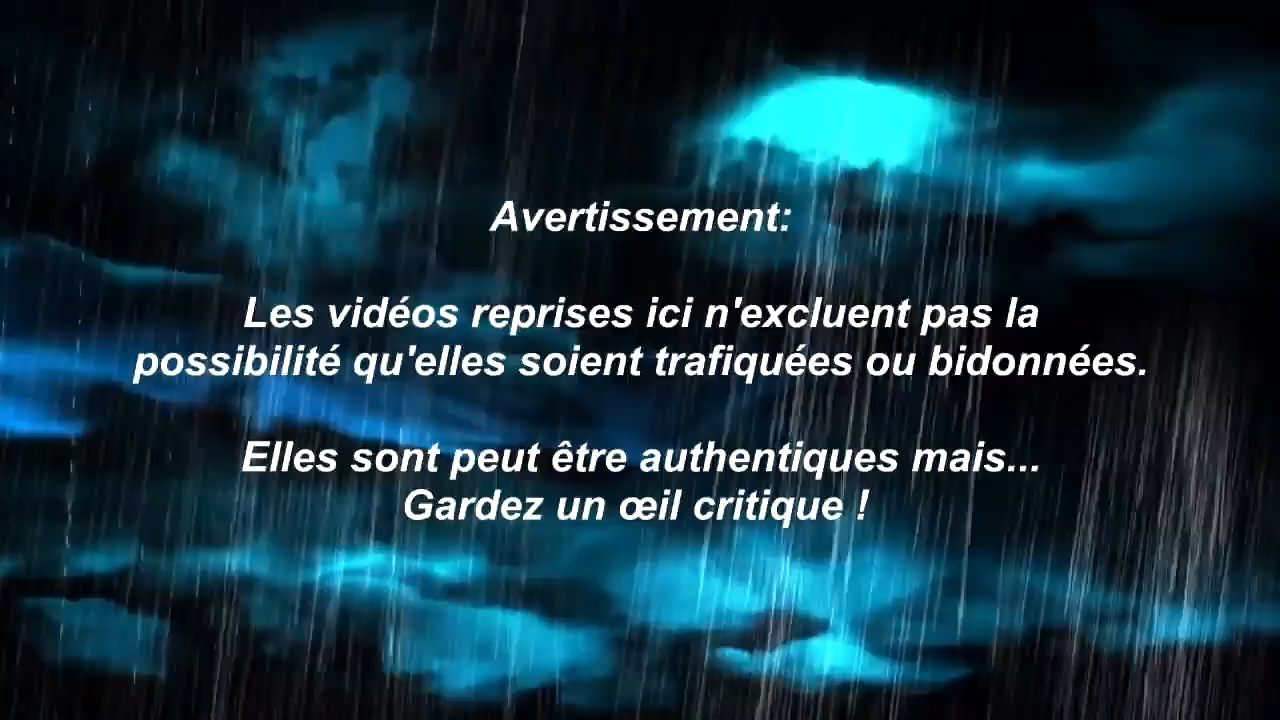 Avertissement:
Les vidéos reprises ici n'excluent pas la
possibilité qu'elles soient trafiquées ou bidonnées.
Elles sont peut être authentiques mais...
Gardez un œil critique !